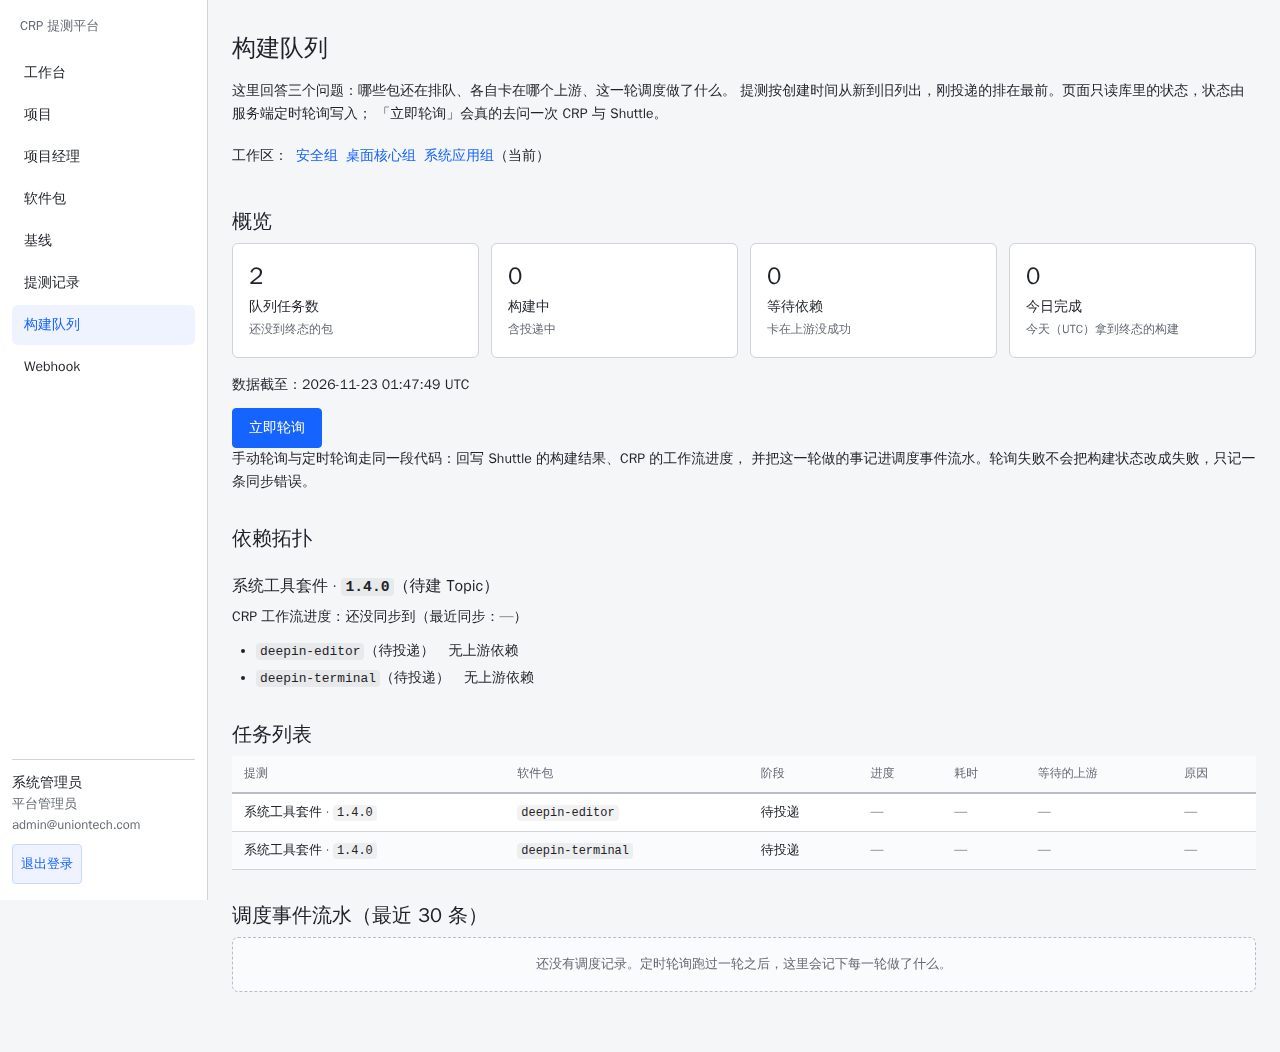 CRP 提测平台
工作台
项目
项目经理
软件包
基线
提测记录
构建队列
Webhook
系统管理员
平台管理员
admin@uniontech.com
退出登录
构建队列
这里回答三个问题：哪些包还在排队、各自卡在哪个上游、这一轮调度做了什么。 提测按创建时间从新到旧列出，刚投递的排在最前。页面只读库里的状态，状态由
服务端定时轮询写入； 「立即轮询」会真的去问一次 CRP 与 Shuttle。
工作区： 安全组 桌面核心组 系统应用组（当前）
概览
2
队列任务数
还没到终态的包
0
构建中
含投递中
0
等待依赖
卡在上游没成功
0
今日完成
今天（UTC）拿到终态的构建
数据截至：2026-11-23 01:47:49 UTC
立即轮询
手动轮询与定时轮询走同一段代码：回写 Shuttle 的构建结果、CRP 的工作流进度， 并把这一轮做的事记进调度事件流水。轮询失败不会把构建状态改成失败，只记一
条同步错误。
依赖拓扑
系统工具套件 · 1.4.0（待建 Topic）
CRP 工作流进度：还没同步到（最近同步：—）
• deepin-editor（待投递） 无上游依赖
• deepin-terminal（待投递） 无上游依赖
任务列表
提测 软件包 阶段 进度 耗时 等待的上游 原因
系统工具套件 · 1.4.0 deepin-editor 待投递 — — — —
系统工具套件 · 1.4.0 deepin-terminal 待投递 — — — —
调度事件流水（最近 30 条）
还没有调度记录。定时轮询跑过一轮之后，这里会记下每一轮做了什么。